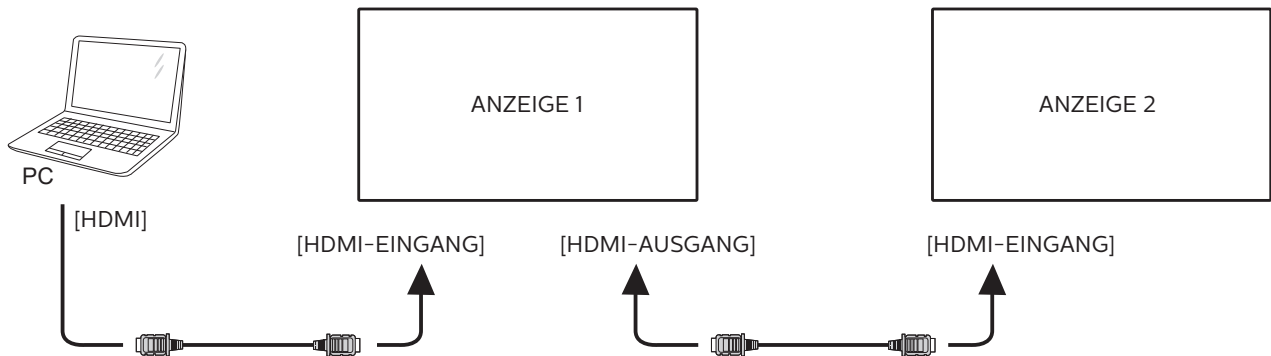 ANZEIGE 1
ANZEIGE 2
PC
[HDMI]
[HDMI-EINGANG]
[HDMI-AUSGANG]
[HDMI-EINGANG]